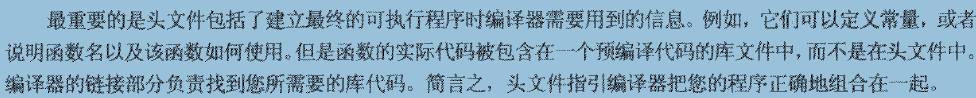 最重要的是头文件包括了建立最终的可执行程序时编译器需要用到的信息。例如，它们可以定义常量，或者
说明函数名以及该函数如何使用。但是函数的实际代码被包含在一个预编译代码的库文件中，而不是在头文件中。
编译器的链接部分负责找到您所需要的库代码。简言之，头文件指引编译器把您的程序正确地组合在一起。